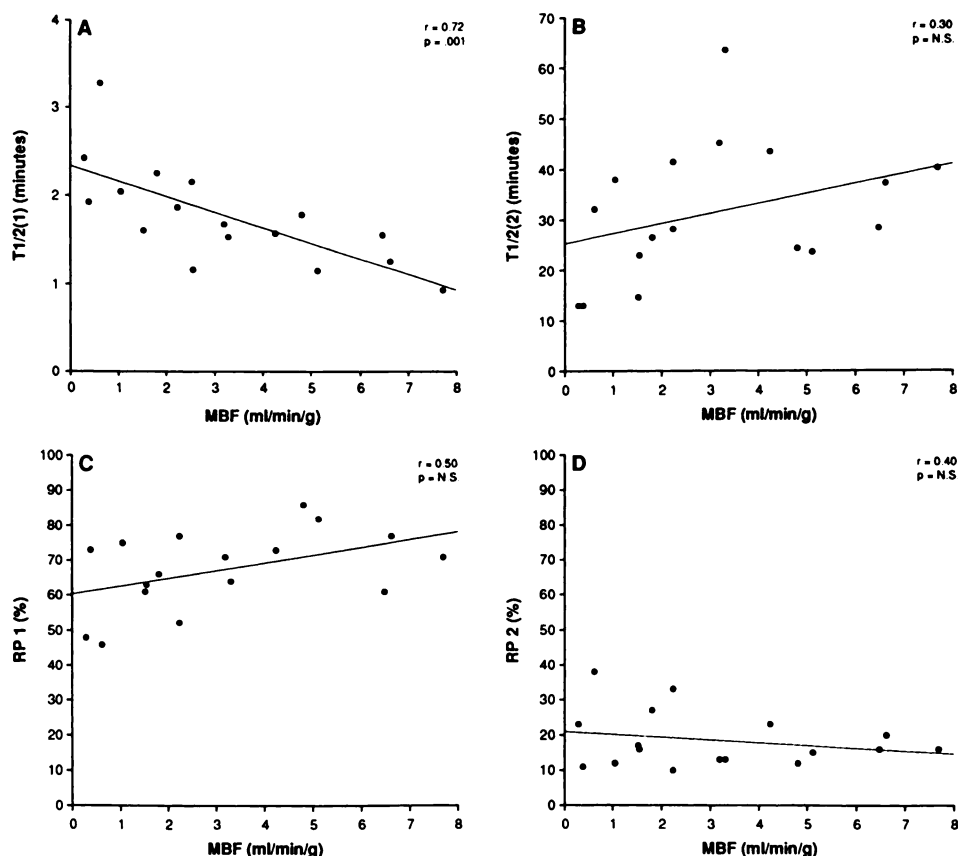 A
r = 0.72
p = .001
T1/2(1) (minutes)
4
3
2
1
0
0 1 2 3 4 5 6 7 8
MBF (ml/min/g)
B
r = 0.30
p = N.S.
T1/2(2) (minutes)
70
60
50
40
30
20
10
0
0 1 2 3 4 5 6 7 8
MBF (ml/min/g)
C
r = 0.50
p = N.S.
RP 1 (%)
100
90
80
70
60
50
40
30
20
10
0
0 1 2 3 4 5 6 7 8
MBF (ml/min/g)
D
r = 0.40
p = N.S.
RP 2 (%)
100
90
80
70
60
50
40
30
20
10
0
0 1 2 3 4 5 6 7 8
MBF (ml/min/g)